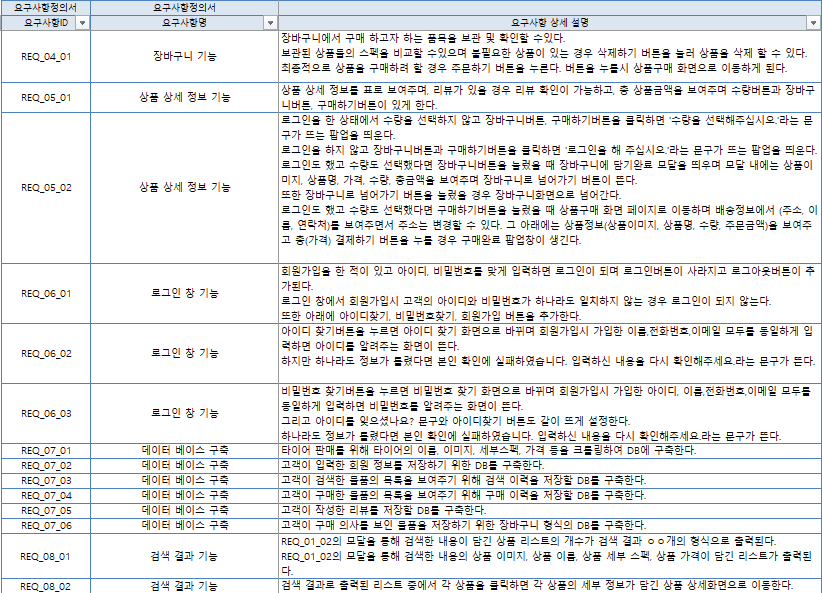 요구사항정의서 요구사항정의서
요구사항ID 요구사항명 요구사항 상세 설명
REQ_04_01 장바구니 기능
장바구니에서 구매 하고자 하는 품목을 보관 및 확인할 수있다.
보관된 상품들의 스펙을 비교할 수있으며 불필요한 상품이 있는 경우 삭제하기 버튼을 눌러 상품을 삭제 할 수 있다.
최종적으로 상품을 구매하려 할 경우 주문하기 버튼을 누른다. 버튼을 누를시 상품구매 화면으로 이동하게 된다.
REQ_05_01 상품 상세 정보 기능
상품 상세 정보를 표로 보여주며, 리뷰가 있을 경우 리뷰 확인이 가능하고, 총 상품금액을 보여주며 수량버튼과 장바구
니버튼, 구매하기버튼이 있게 한다.
REQ_05_02 상품 상세 정보 기능
로그인을 한 상태에서 수량을 선택하지 않고 장바구니버튼, 구매하기버튼을 클릭하면 '수량을 선택해주십시오.'라는 문
구가 뜨는 팝업을 띄운다.
로그인을 하지 않고 장바구니버튼과 구매하기버튼을 클릭하면 '로그인을 해 주십시오.'라는 문구가 뜨는 팝업을 띄운다.
로그인도 했고 수량도 선택했다면 장바구니버튼을 눌렀을 때 장바구니에 담기완료 모달을 띄우며 모달 내에는 상품이
미지, 상품명, 가격, 수량, 총금액을 보여주며 장바구니로 넘어가기 버튼이 뜬다.
또한 장바구니로 넘어가기 버튼을 눌렀을 경우 장바구니화면으로 넘어간다.
로그인도 했고 수량도 선택했다면 구매하기버튼을 눌렀을 때 상품구매 화면 페이지로 이동하며 배송정보에서 (주소, 이
름, 연락처)를 보여주면서 주소는 변경할 수 있다. 그 아래에는 상품정보(상품이미지, 상품명, 수량, 주문금액)을 보여주
고 총(가격) 결제하기 버튼을 누를 경우 구매완료 팝업창이 생긴다.
REQ_06_01 로그인 창 기능
회원가입을 한 적이 있고 아이디, 비밀번호를 맞게 입력하면 로그인이 되며 로그인버튼이 사라지고 로그아웃버튼이 추
가된다.
로그인 창에서 회원가입시 고객의 아이디와 비밀번호가 하나라도 일치하지 않는 경우 로그인이 되지 않는다.
또한 아래에 아이디찾기, 비밀번호찾기, 회원가입 버튼을 추가한다.
REQ_06_02 로그인 창 기능
아이디 찾기버튼을 누르면 아이디 찾기 화면으로 바뀌며 회원가입시 가입한 이름,전화번호,이메일 모두를 동일하게 입
력하면 아이디를 알려주는 화면이 뜬다.
하지만 하나라도 정보가 틀렸다면 본인 확인에 실패하였습니다. 입력하신 내용을 다시 확인해주세요.라는 문구가 뜬다.
REQ_06_03 로그인 창 기능
비밀번호 찾기버튼을 누르면 비밀번호 찾기 화면으로 바뀌며 회원가입시 가입한 아이디, 이름,전화번호,이메일 모두를
동일하게 입력하면 비밀번호를 알려주는 화면이 뜬다.
그리고 아이디를 잊으셨나요? 문구와 아이디찾기 버튼도 같이 뜨게 설정한다.
하나라도 정보가 틀렸다면 본인 확인에 실패하였습니다. 입력하신 내용을 다시 확인해주세요.라는 문구가 뜬다.
REQ_07_01 데이터 베이스 구축 타이어 판매를 위해 타이어의 이름, 이미지, 세부스펙, 가격 등을 크롤링하여 DB에 구축한다.
REQ_07_02 데이터 베이스 구축 고객이 입력한 회원 정보를 저장하기 위한 DB를 구축한다.
REQ_07_03 데이터 베이스 구축 고객이 검색한 물품의 목록을 보여주기 위해 검색 이력을 저장할 DB를 구축한다.
REQ_07_04 데이터 베이스 구축 고객이 구매한 물품의 목록을 보여주기 위해 구매 이력을 저장할 DB를 구축한다.
REQ_07_05 데이터 베이스 구축 고객이 작성한 리뷰를 저장할 DB를 구축한다.
REQ_07_06 데이터 베이스 구축 고객이 구매 의사를 보인 물품을 저장하기 위한 장바구니 형식의 DB를 구축한다.
REQ_08_01 검색 결과 기능
REQ_01_02의 모달을 통해 검색한 내용이 담긴 상품 리스트의 개수가 검색 결과 ㅇㅇ개의 형식으로 출력된다.
REQ_01_02의 모달을 통해 검색한 내용의 상품 이미지, 상품 이름, 상품 세부 스펙, 상품 가격이 담긴 리스트가 출력된
다.
REQ_08_02 검색 결과 기능 검색 결과로 출력된 리스트 중에서 각 상품을 클릭하면 각 상품의 세부 정보가 담긴 상품 상세화면으로 이동한다.